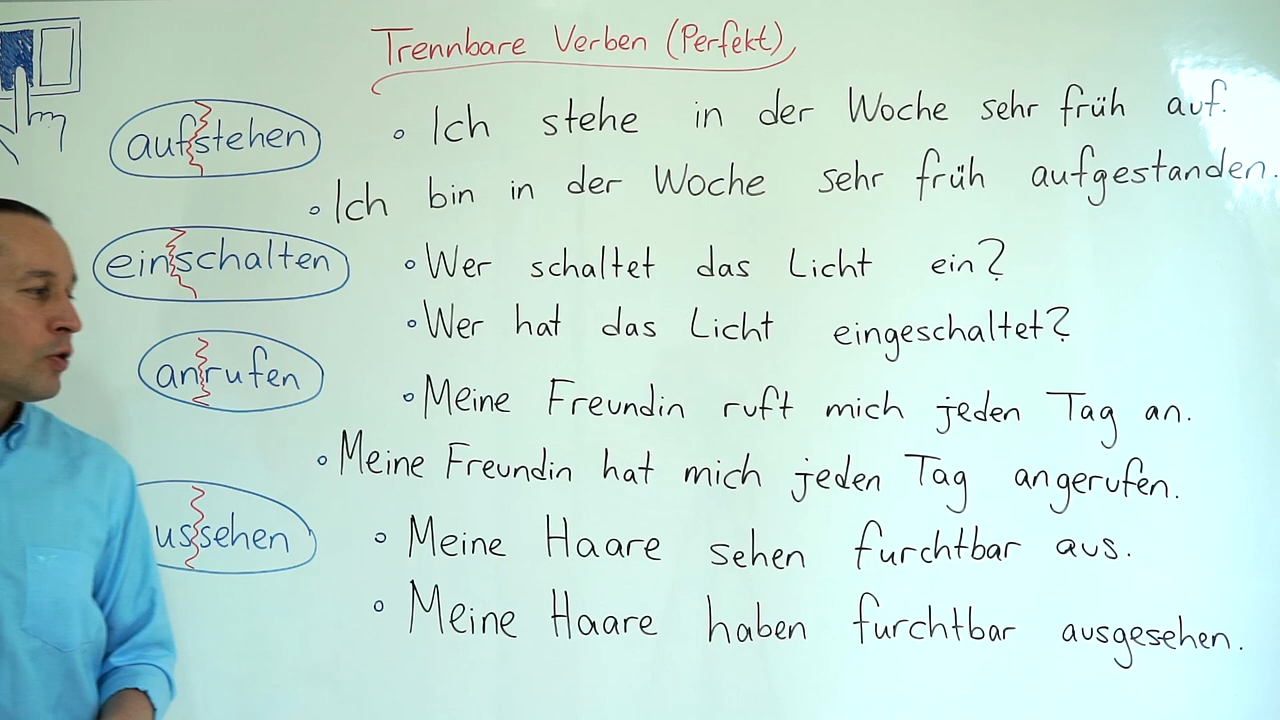 Trennbare Verben (Perfekt)
aufstehen
Ich stehe in der Woche sehr früh auf.
Ich bin in der Woche sehr früh aufgestanden.
einschalten
Wer schaltet das Licht ein?
Wer hat das Licht eingeschaltet?
anrufen
Meine Freundin ruft mich jeden Tag an.
Meine Freundin hat mich jeden Tag angerufen.
ussehen
Meine Haare sehen furchtbar aus.
Meine Haare haben furchtbar ausgesehen.